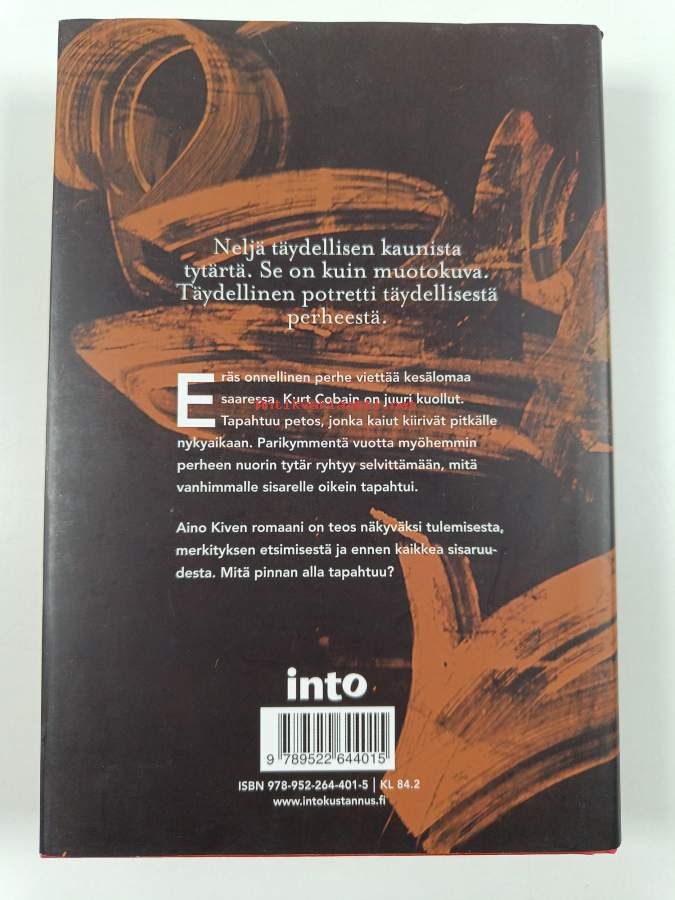 Neljä täydellisen kaunista
tytärtä. Se on kuin muotokuva.
Täydellinen potretti täydellisestä
perheestä.
Eräs onnellinen perhe viettää kesälomaa
saaressa. Kurt Cobain on juuri kuollut.
Tapahtuu petos, jonka kaiut kiirivät pitkälle
nykyaikaan. Parikymmentä vuotta myöhemmin
perheen nuorin tytär ryhtyy selvittämään, mitä
vanhimmalle sisarelle oikein tapahtui.
Aino Kiven romaani on teos näkyväksi tulemisesta,
merkityksen etsimisestä ja ennen kaikkea sisaruu-
desta. Mitä pinnan alla tapahtuu?
into
9 789522 644015
ISBN 978-952-264-401-5 | KL 84.2
www.intokustannus.fi